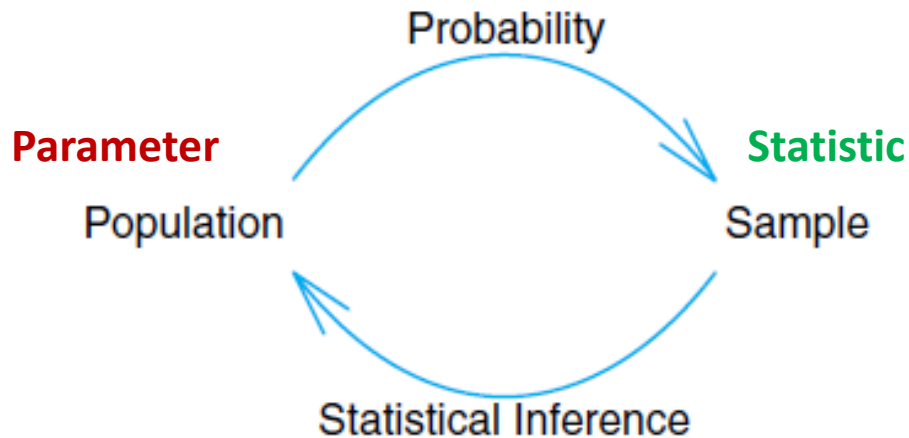 Probability
Parameter
Statistic
Population
Sample
Statistical Inference